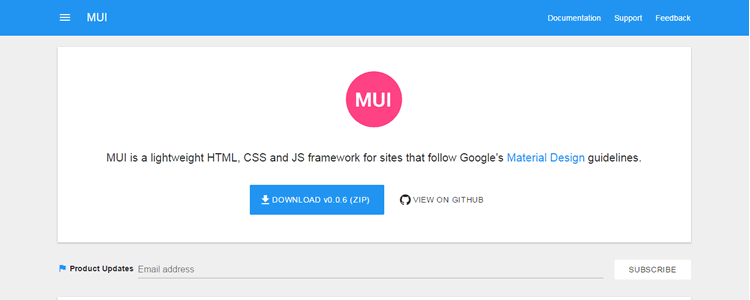 MUI Documentation Support Feedback
MUI
MUI is a lightweight HTML, CSS and JS framework for sites that follow Google's Material Design guidelines.
DOWNLOAD v0.0.6 (ZIP) VIEW ON GITHUB
Product Updates Email address SUBSCRIBE